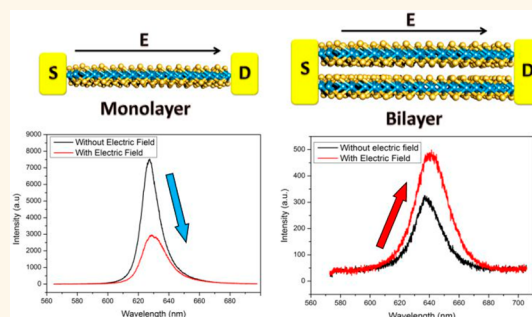 E
S D
Monolayer
E
S D
Bilayer
9000
8000
7000
6000
5000
4000
3000
2000
1000
0
Intensity (a.u)
Without Electric Field
With Electric Field
560 580 600 620 640 660 680
Wavelength (nm)
500
400
300
200
100
0
Intensity (a.u.)
Without electric field
With Electric Field
560 580 600 620 640 660 680 700
Wavelength (nm)